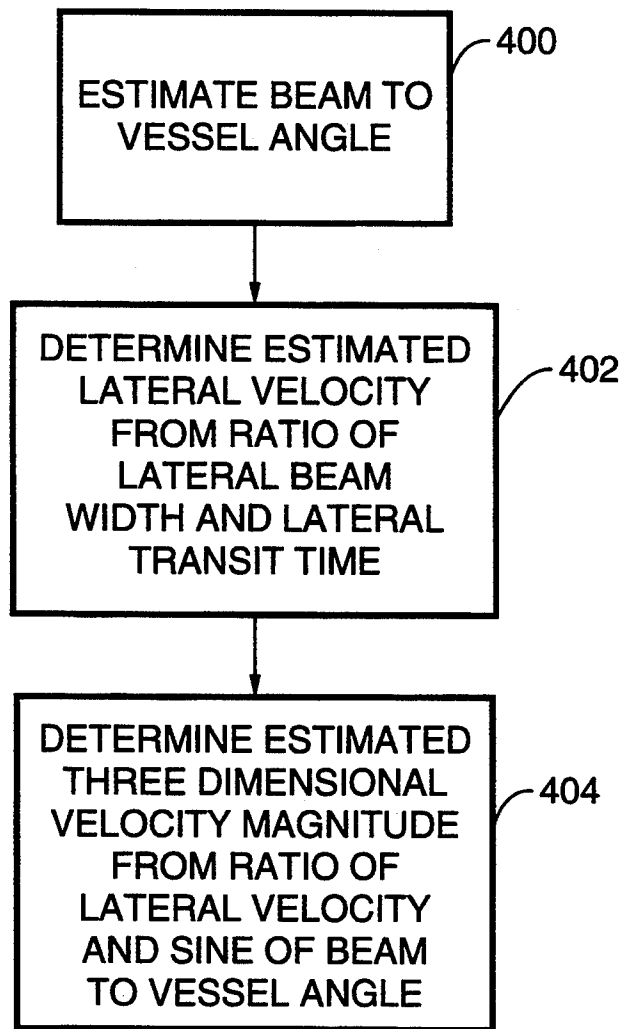 400
ESTIMATE BEAM TO
VESSEL ANGLE
402
DETERMINE ESTIMATED
LATERAL VELOCITY
FROM RATIO OF
LATERAL BEAM
WIDTH AND LATERAL
TRANSIT TIME
404
DETERMINE ESTIMATED
THREE DIMENSIONAL
VELOCITY MAGNITUDE
FROM RATIO OF
LATERAL VELOCITY
AND SINE OF BEAM
TO VESSEL ANGLE